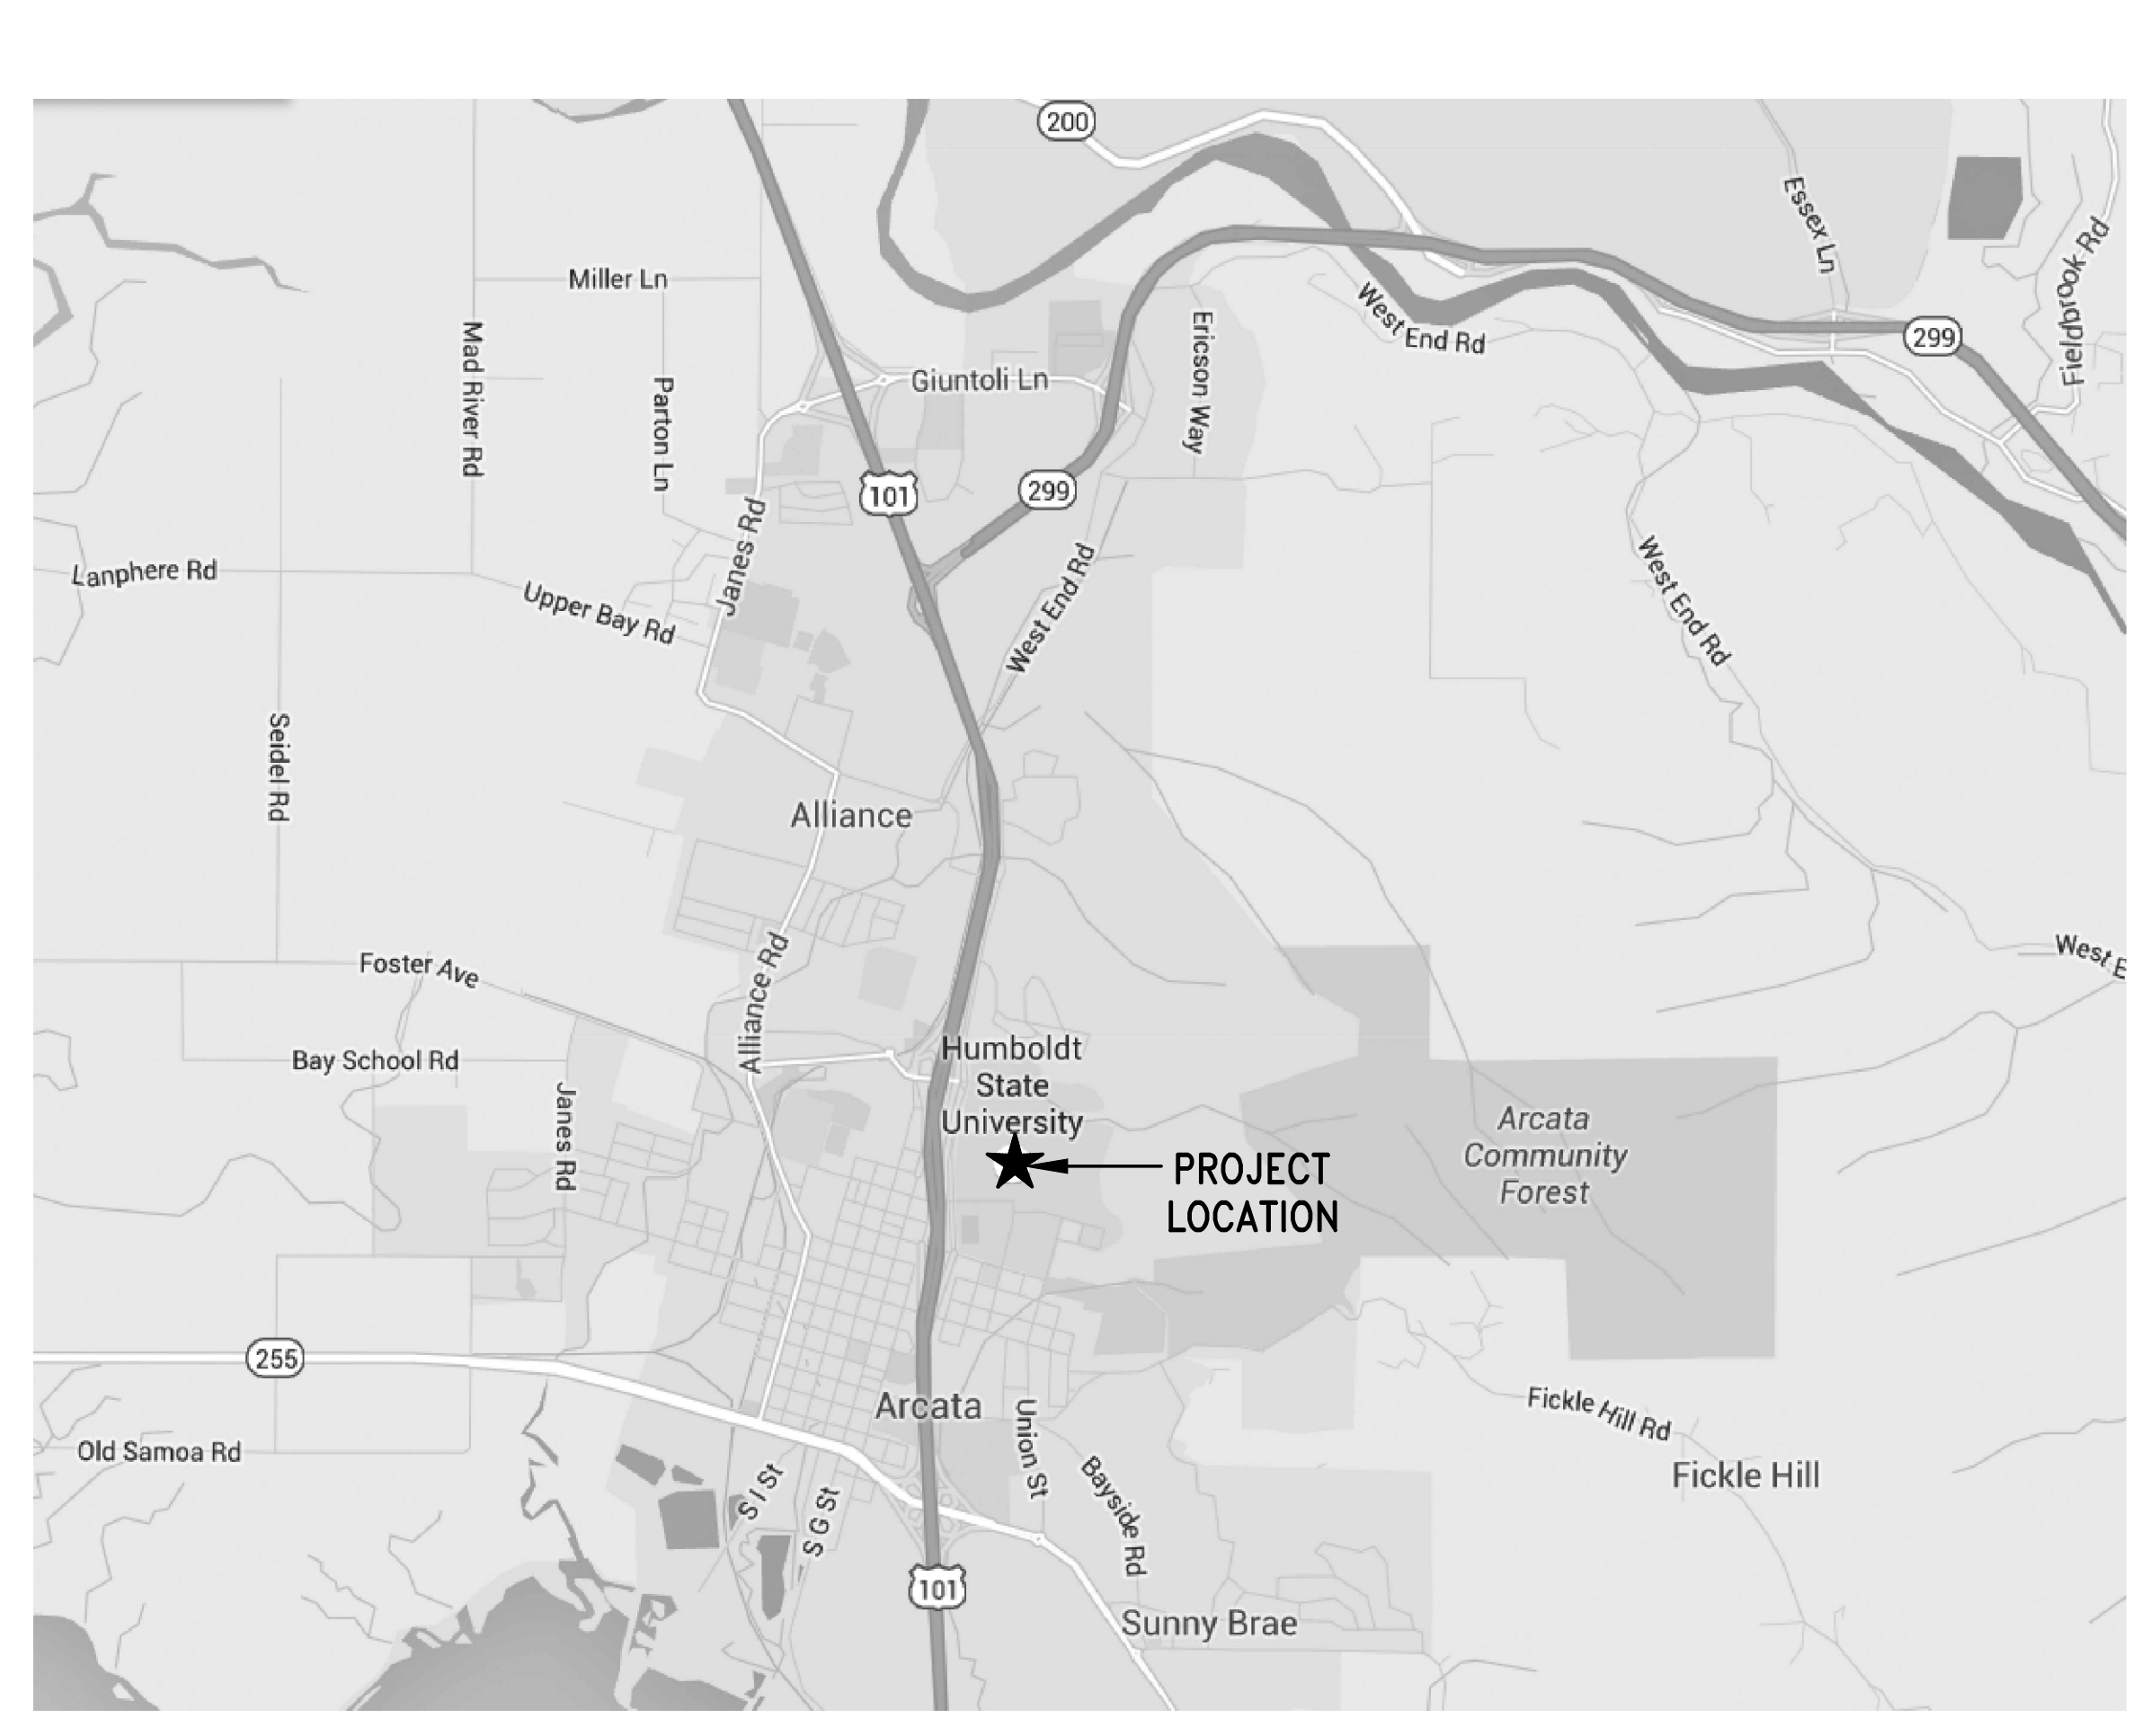 200
Essex Ln
Fieldbrook Rd
Miller Ln
West End Rd
299
Mad River Rd
Parton Ln
Giuntoli Ln
Ericson Way
101
299
Janes Rd
Lanphere Rd
Upper Bay Rd
West End Rd
West End Rd
Seidel Rd
Alliance
Foster Ave
Alliance Rd
West E
Bay School Rd
Janes Rd
Humboldt
State
University
PROJECT
LOCATION
Arcata
Community
Forest
255
Arcata
Union St
Fickle Hill Rd
Old Samoa Rd
S I St
S G St
Bayside Rd
Fickle Hill
101
Sunny Brae